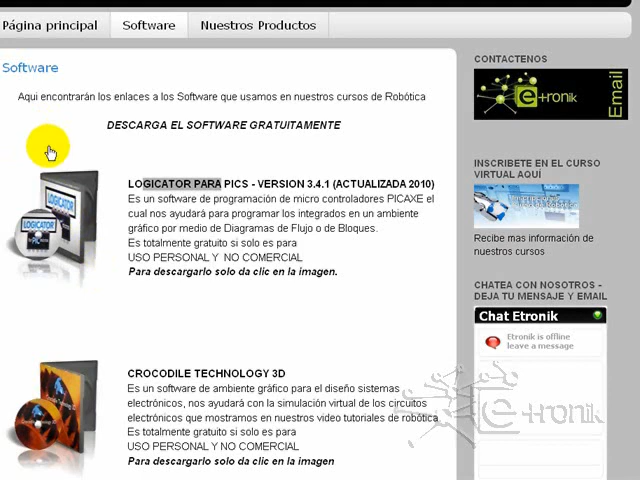 Página principal
Software
Nuestros Productos
Software
Aqui encontrarán los enlaces a los Software que usamos en nuestros cursos de Robótica
DESCARGA EL SOFTWARE GRATUITAMENTE
LOGICATOR
LOGICATOR
LOGICATOR PARA PICS - VERSION 3.4.1 (ACTUALIZADA 2010)
Es un software de programación de micro controladores PICAXE el
cual nos ayudará para programar los integrados en un ambiente
gráfico por medio de Diagramas de Flujo o de Bloques.
Es totalmente gratuito si solo es para
USO PERSONAL Y NO COMERCIAL
Para descargarlo solo da clic en la imagen.
CROCODILE TECHNOLOGY 3D
Es un software de ambiente gráfico para el diseño sistemas
electrónicos, nos ayudará con la simulación virtual de los circuitos
electrónicos que mostramos en nuestros video tutoriales de robótica
Es totalmente gratuito si solo es para
USO PERSONAL Y NO COMERCIAL
Para descargarlo solo da clic en la imagen
CONTACTENOS
e-tronik
Email
INSCRIBETE EN EL CURSO
VIRTUAL AQUÍ
Recibe mas información de
nuestros cursos
CHATEA CON NOSOTROS -
DEJA TU MENSAJE Y EMAIL
Chat Etronik
Etronik is offline
leave a message
e-tronik